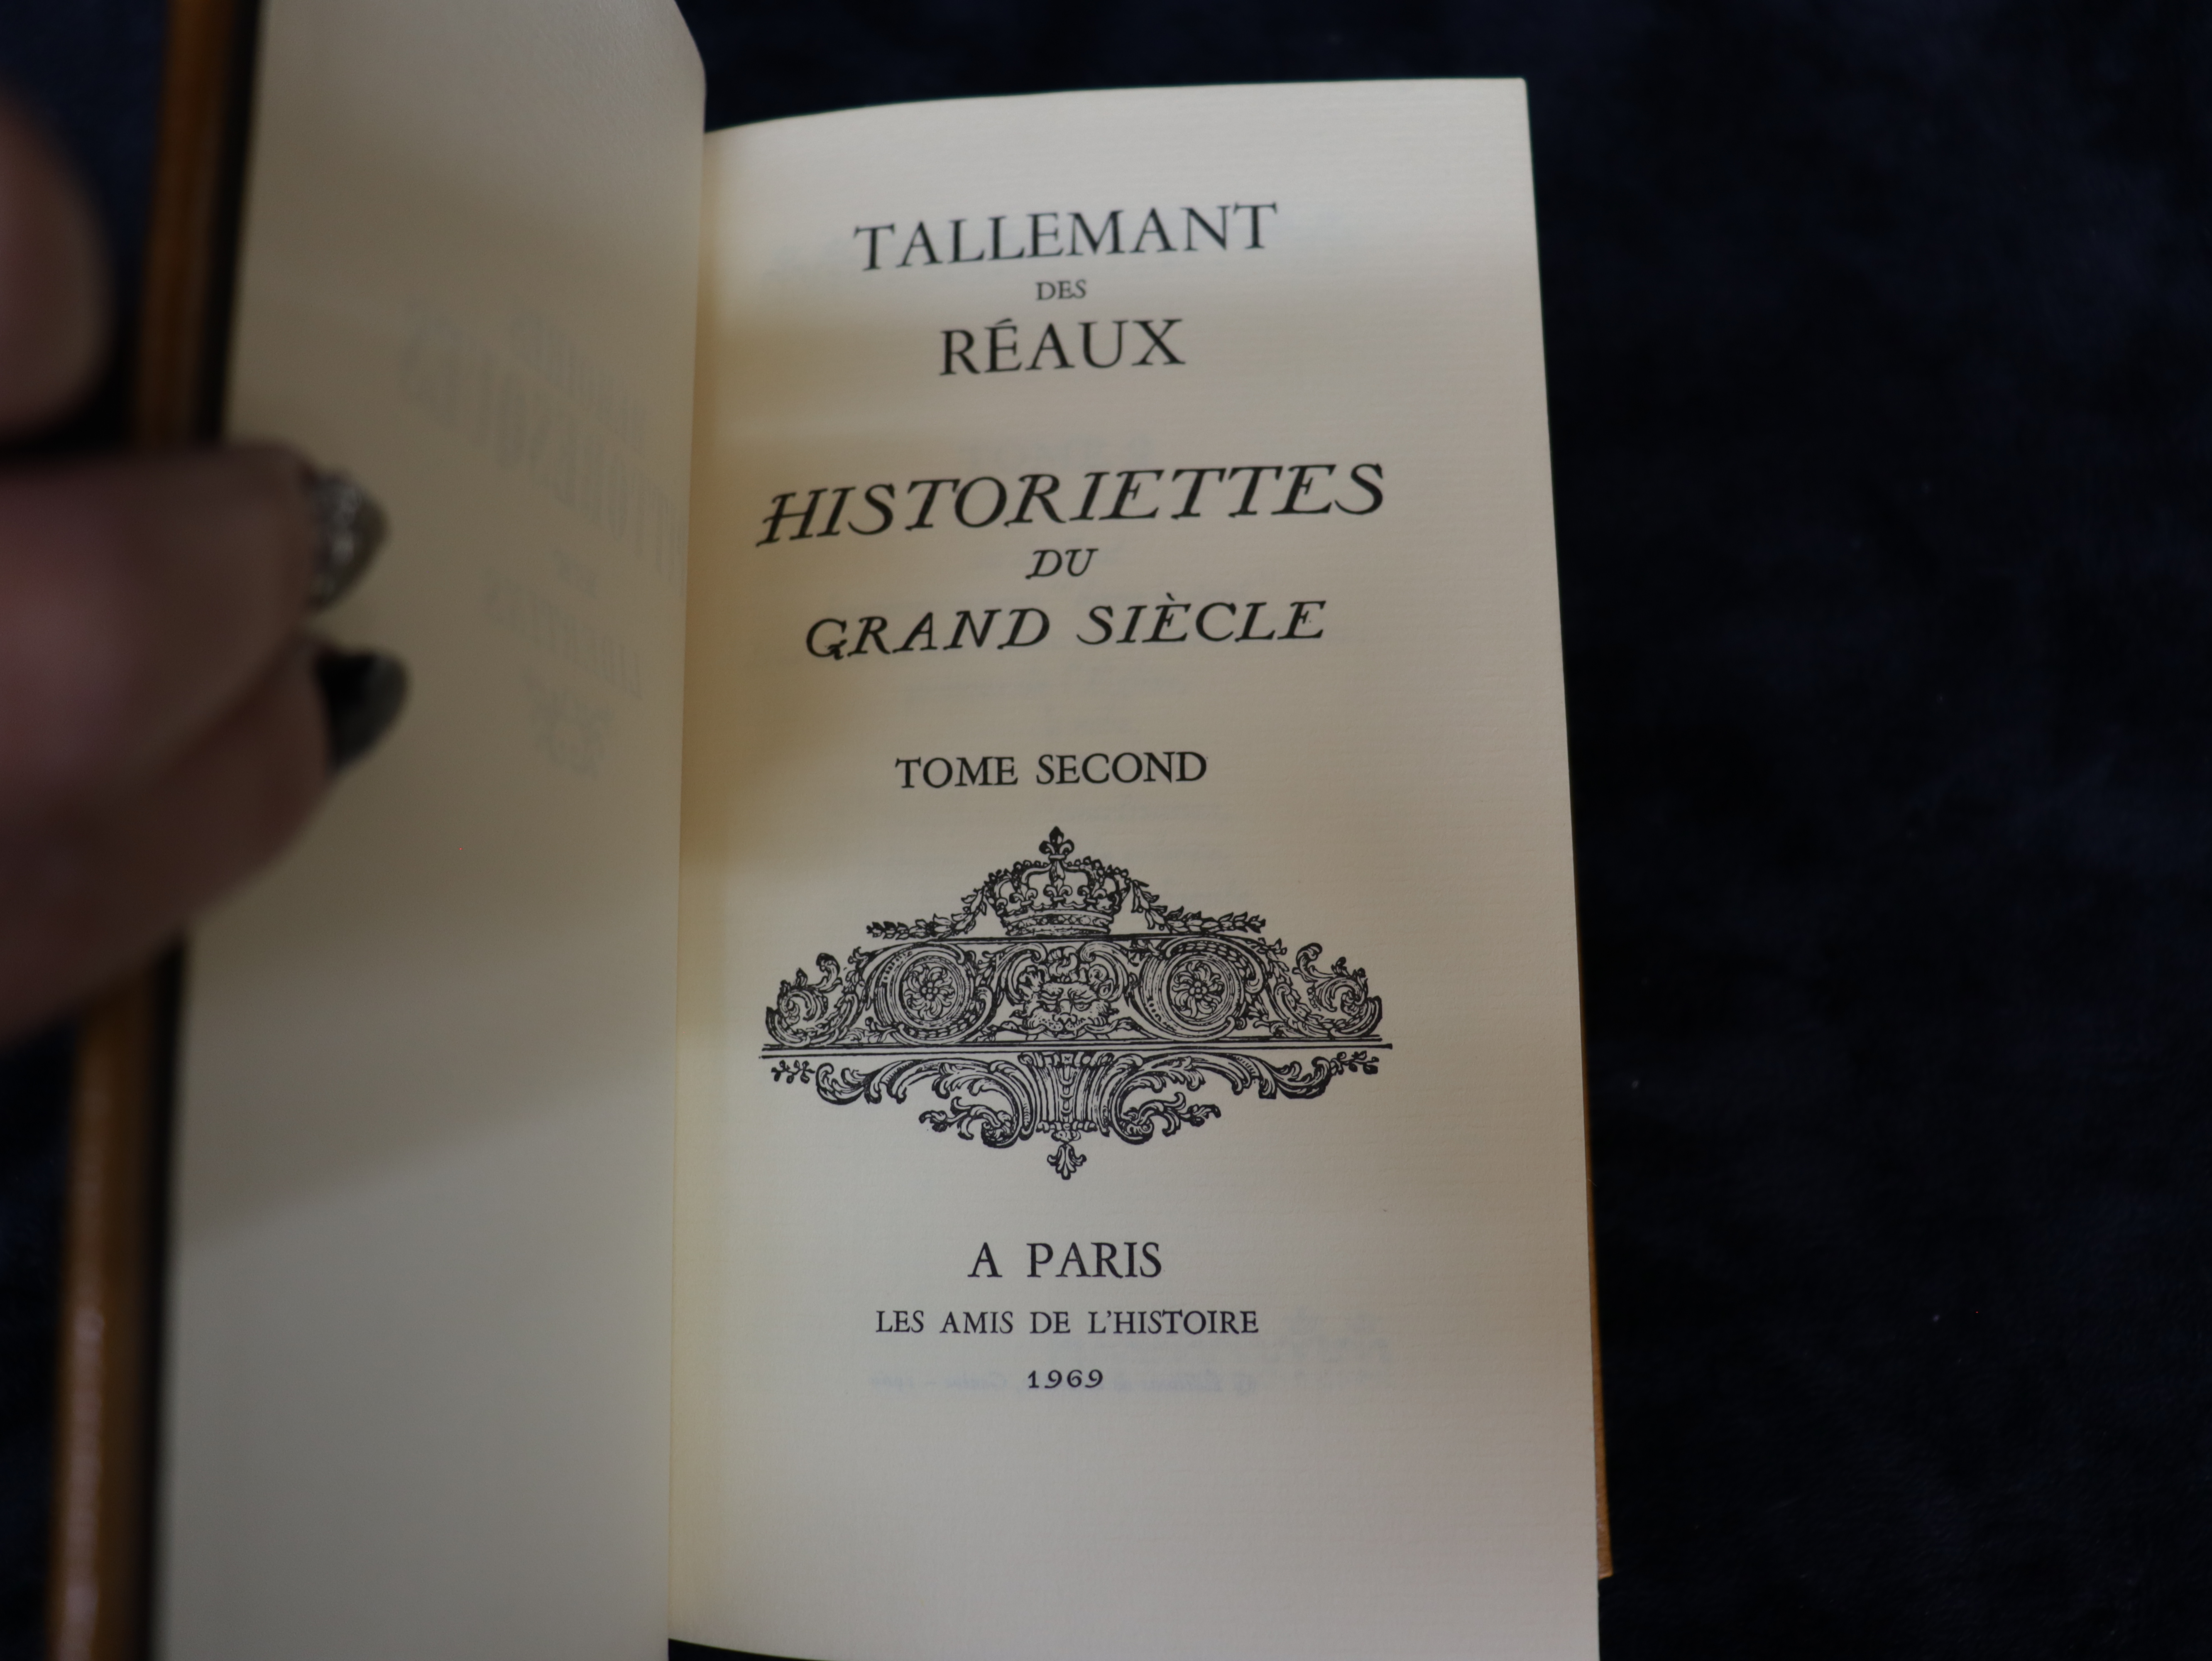 TALLEMANT
DES
RÉAUX
HISTORIETTES
DU
GRAND SIÈCLE
TOME SECOND
A PARIS
LES AMIS DE L'HISTOIRE
1969